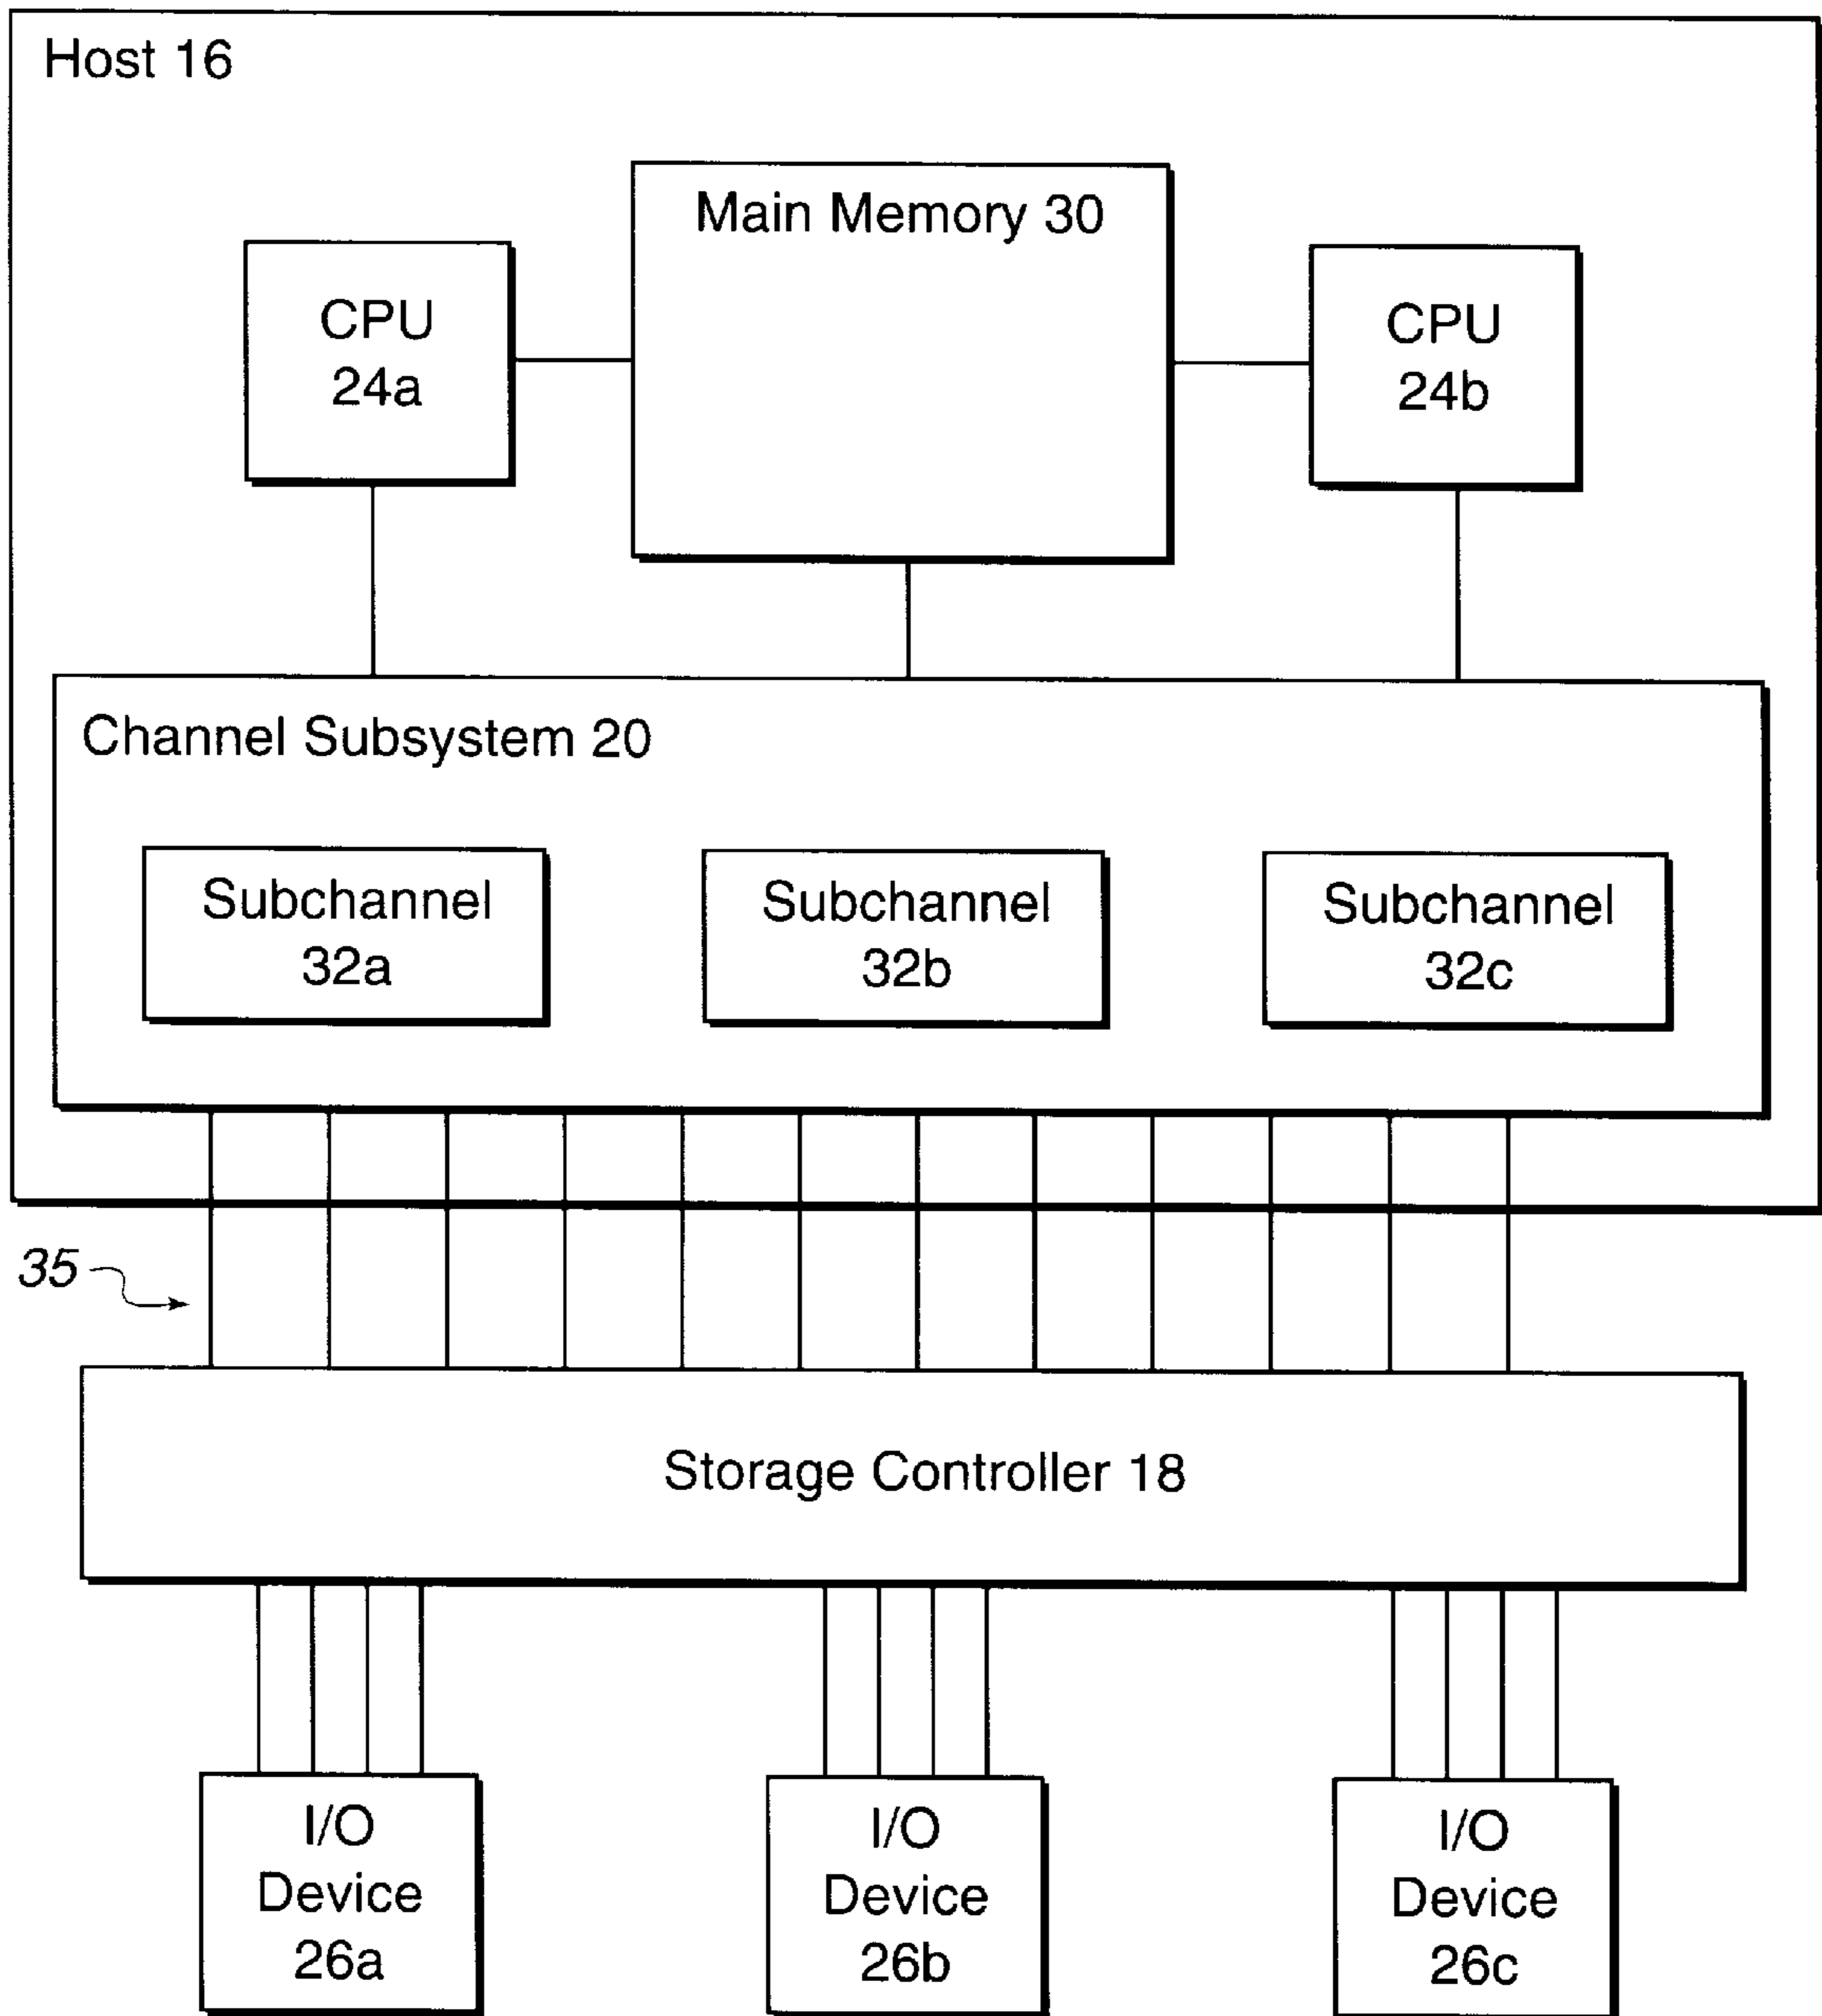 Host 16
Main Memory 30
CPU
24a
CPU
24b
Channel Subsystem 20
Subchannel
32a
Subchannel
32b
Subchannel
32c
35
Storage Controller 18
I/O
Device
26a
I/O
Device
26b
I/O
Device
26c